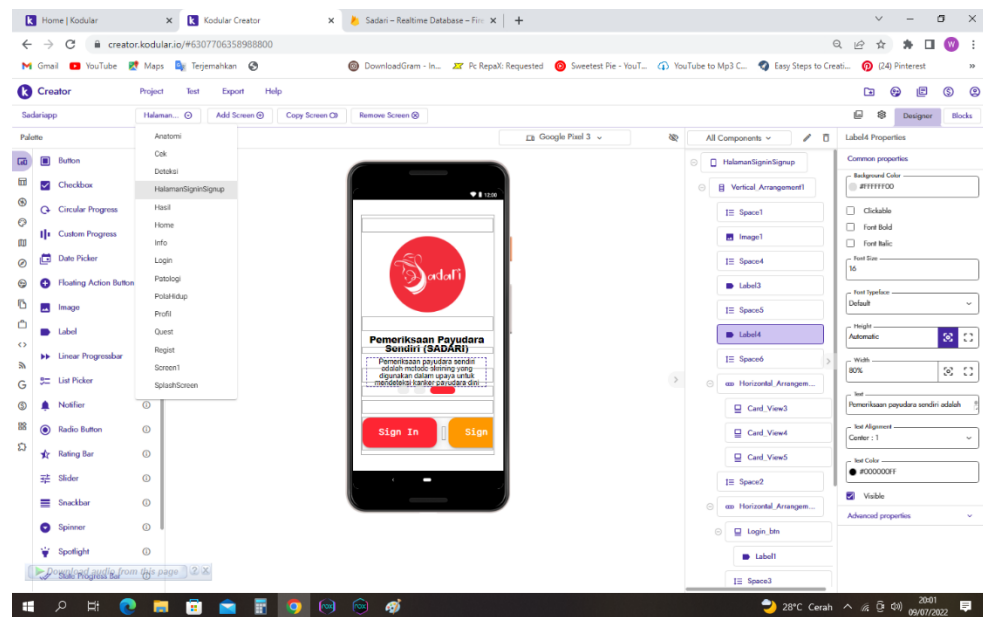 Home | Kodular
Kodular Creator
Sadari – Realtime Database – Fire
creator.kodular.io/#6307706358988800
Gmail
YouTube
Maps
Terjemahkan
DownloadGram - In...
Pc RepaX: Requested
Sweetest Pie - YouT...
YouTube to Mp3 C...
Easy Steps to Creati...
(24) Pinterest
»
Creator
Project
Test
Export
Help
Sadariapp
Halaman...
Add Screen
Copy Screen
Remove Screen
Designer
Blocks
Palette
Google Pixel 3
All Components
Label4 Properties
Button
Checkbox
Circular Progress
Custom Progress
Date Picker
Floating Action Button
Image
Label
Linear Progressbar
List Picker
Notifier
Radio Button
Rating Bar
Slider
Snackbar
Spinner
Spotlight
State Progress Bar
Download audio from this page
?
Anatomi
Cek
Deteksi
HalamanSigninSignup
Hasil
Home
Info
Login
Patologi
PolaHidup
Profil
Quest
Regist
Screen1
SplashScreen
12:00
Sadari
Pemeriksaan Payudara
Sendiri (SADARI)
Pemeriksaan payudara sendiri
adalah metode skrining yang
digunakan dalam upaya untuk
mendeteksi kanker payudara dini
Sign In
Sign
HalamanSigninSignup
Vertical_Arrangement1
Space1
Image1
Space4
Label3
Space5
Label4
Space6
Horizontal_Arrangem...
Card_View3
Card_View4
Card_View5
Space2
Horizontal_Arrangem...
Login_btn
Label1
Space3
Common properties
Background Color
#FFFFFF00
Clickable
Font Bold
Font Italic
Font Size
16
Font Typeface
Default
Height
Automatic
Width
80%
Text
Pemeriksaan payudara sendiri adalah
Text Alignment
Center : 1
Text Color
#000000FF
Visible
Advanced properties
28°C Cerah
20:01
09/07/2022